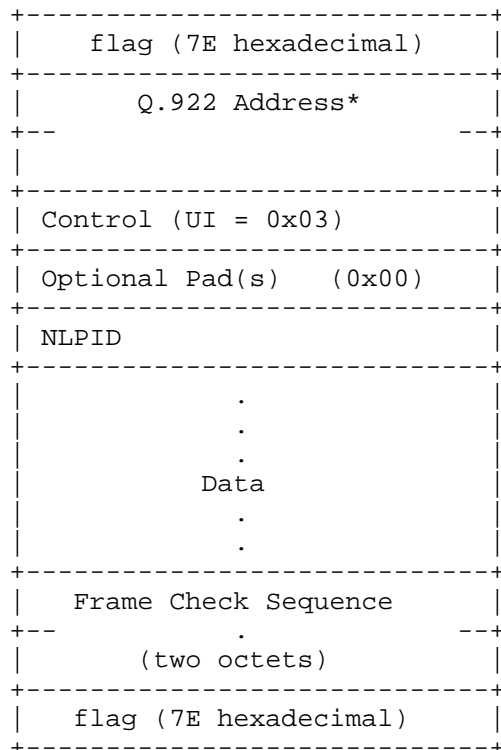 +-----------------------------+
|    flag (7E hexadecimal)    |
+-----------------------------+
|       Q.922 Address*        |
+--                         --+
|                             |
+-----------------------------+
| Control (UI = 0x03)         |
+-----------------------------+
| Optional Pad(s)   (0x00)    |
+-----------------------------+
| NLPID                       |
+-----------------------------+
|             .               |
|             .               |
|             .               |
|           Data              |
|             .               |
|             .               |
+-----------------------------+
|   Frame Check Sequence      |
+--           .             --+
|       (two octets)          |
+-----------------------------+
|   flag (7E hexadecimal)     |
+-----------------------------+